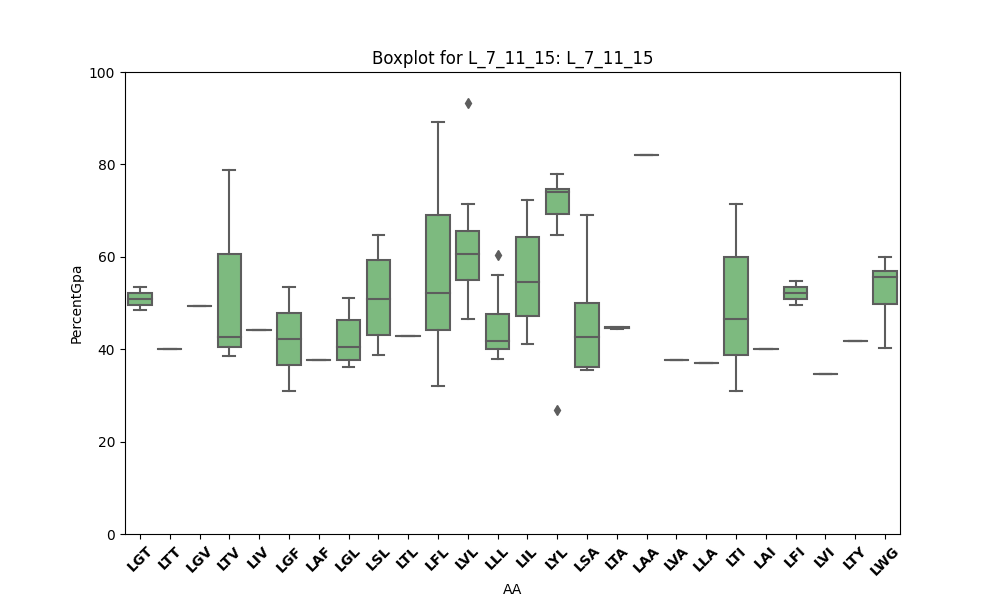 Boxplot for L_7_11_15: L_7_11_15
100
80
60
40
20
0
PercentGpa
LGT LTT LGV LTV LIV LGF LAF LGL LSL LTL LFL LVL LLL LIL LYL LSA LTA LAA LVA LLA LTI LAI LFI LVI LTY LWG
AA